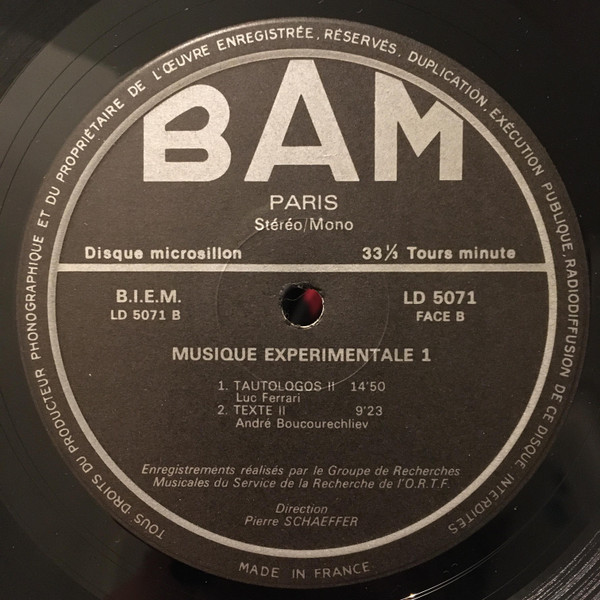 TOUS DROITS DU PRODUCTEUR PHONOGRAPHIQUE ET DU PROPRIÉTAIRE DE L'ŒUVRE ENREGISTRÉE, RÉSERVÉS, DUPLICATION, EXÉCUTION PUBLIQUE, RADIODIFFUSION DE CE DISQUE INTERDITES
BAM
PARIS
Stéréo/Mono
Disque microsillon 33⅓ Tours minute
B.I.E.M. LD 5071
LD 5071 B FACE B
MUSIQUE EXPERIMENTALE 1
1. TAUTOLOGOS II 14'50
Luc Ferrari
2. TEXTE II 9'23
André Boucourechliev
Enregistrements réalisés par le Groupe de Recherches
Musicales du Service de la Recherche de l'O.R.T.F.
Direction
Pierre SCHAEFFER
MADE IN FRANCE